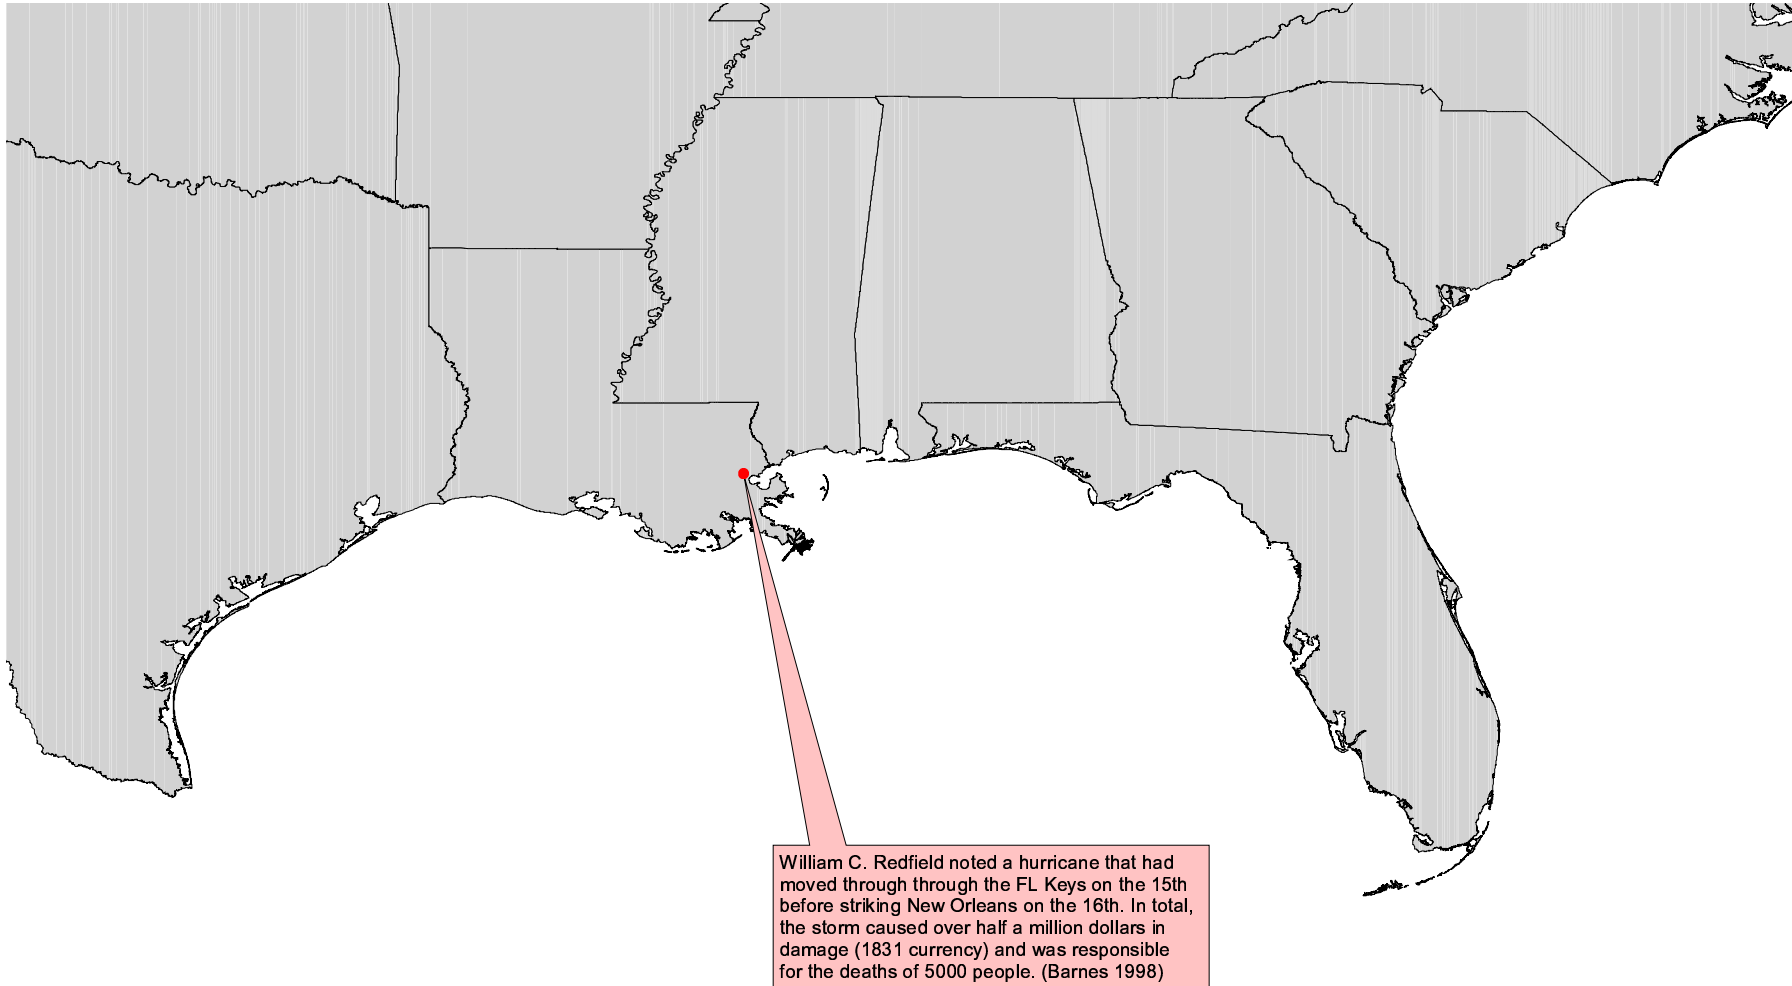 William C. Redfield noted a hurricane that had
moved through through the FL Keys on the 15th
before striking New Orleans on the 16th. In total,
the storm caused over half a million dollars in
damage (1831 currency) and was responsible
for the deaths of 5000 people. (Barnes 1998)